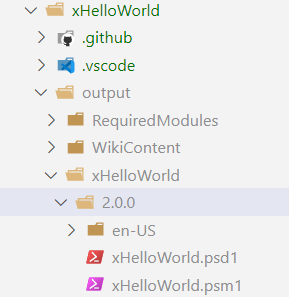 xHelloWorld
.github
.vscode
output
RequiredModules
WikiContent
xHelloWorld
2.0.0
en-US
xHelloWorld.psd1
xHelloWorld.psm1